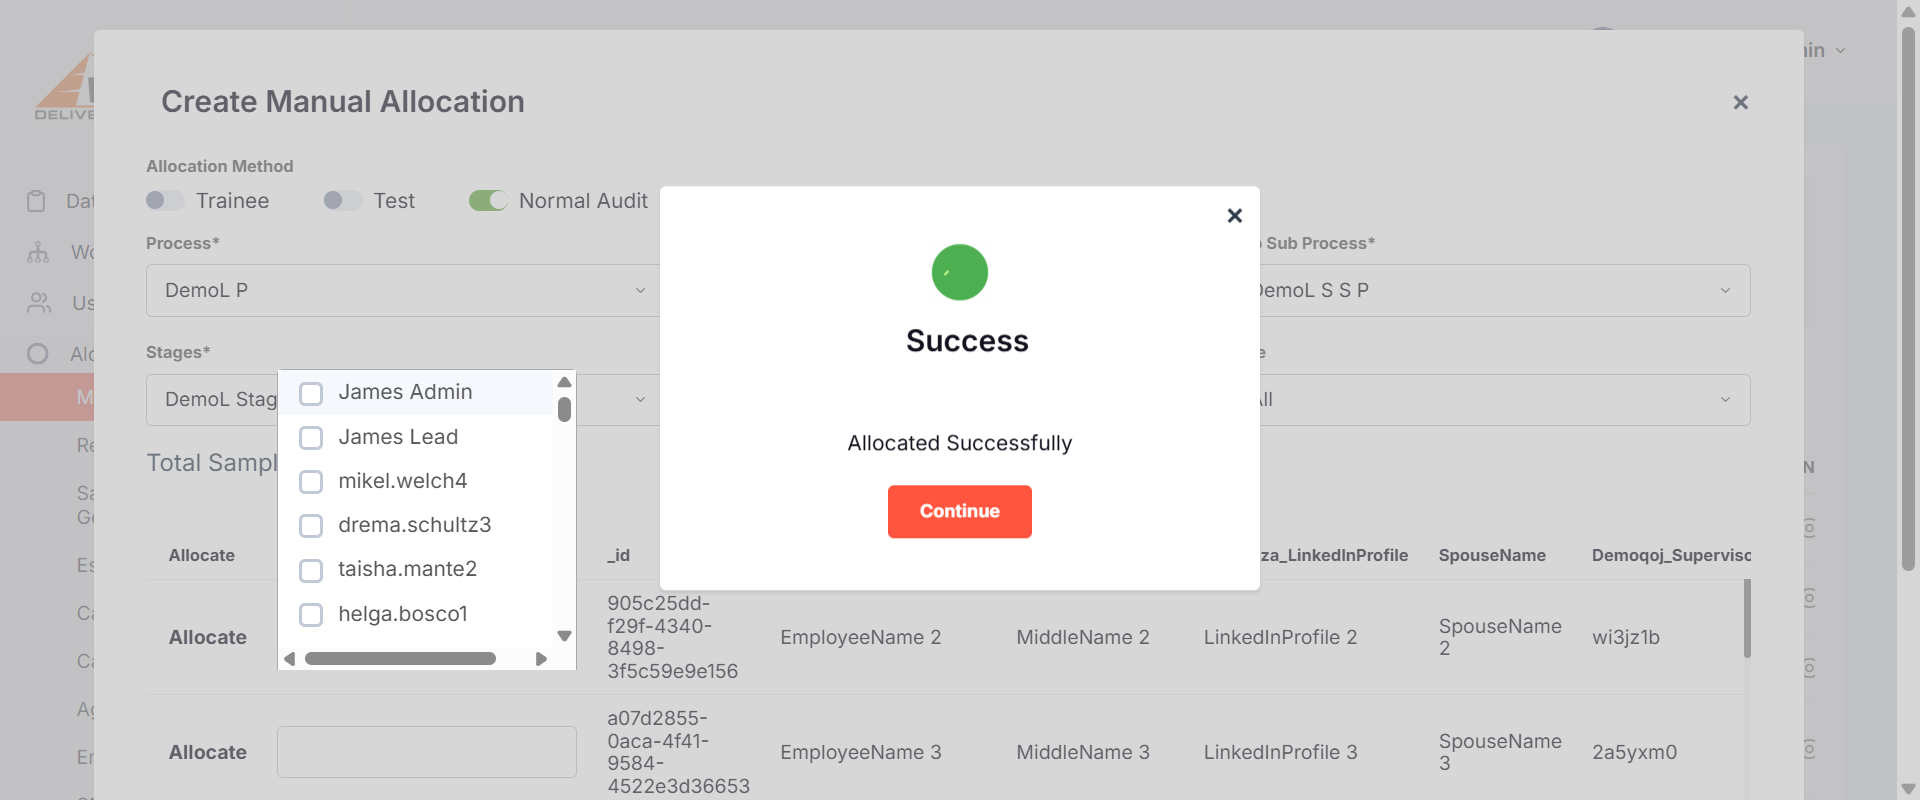 Create Manual Allocation
Allocation Method
Trainee
Test
Normal Audit
Process*
Sub Process*
DemoL P
DemoL S S P
Stages*
DemoL Stag
All
Total Sampl
James Admin
James Lead
mikel.welch4
drema.schultz3
taisha.mante2
helga.bosco1
Success
Allocated Successfully
Continue
Allocate _id za_LinkedInProfile SpouseName Demoqoj_Superviso
Allocate
905c25dd-
f29f-4340-
8498-
3f5c59e9e156
EmployeeName 2
MiddleName 2
LinkedInProfile 2
SpouseName
2
wi3jz1b
Allocate
a07d2855-
0aca-4f41-
9584-
4522e3d36653
EmployeeName 3
MiddleName 3
LinkedInProfile 3
SpouseName
3
2a5yxm0
DELIVE
Dat
Wo
Us
Alo
M
Re
Sa
Ge
Es
Ca
Ca
Ag
Er
in
N